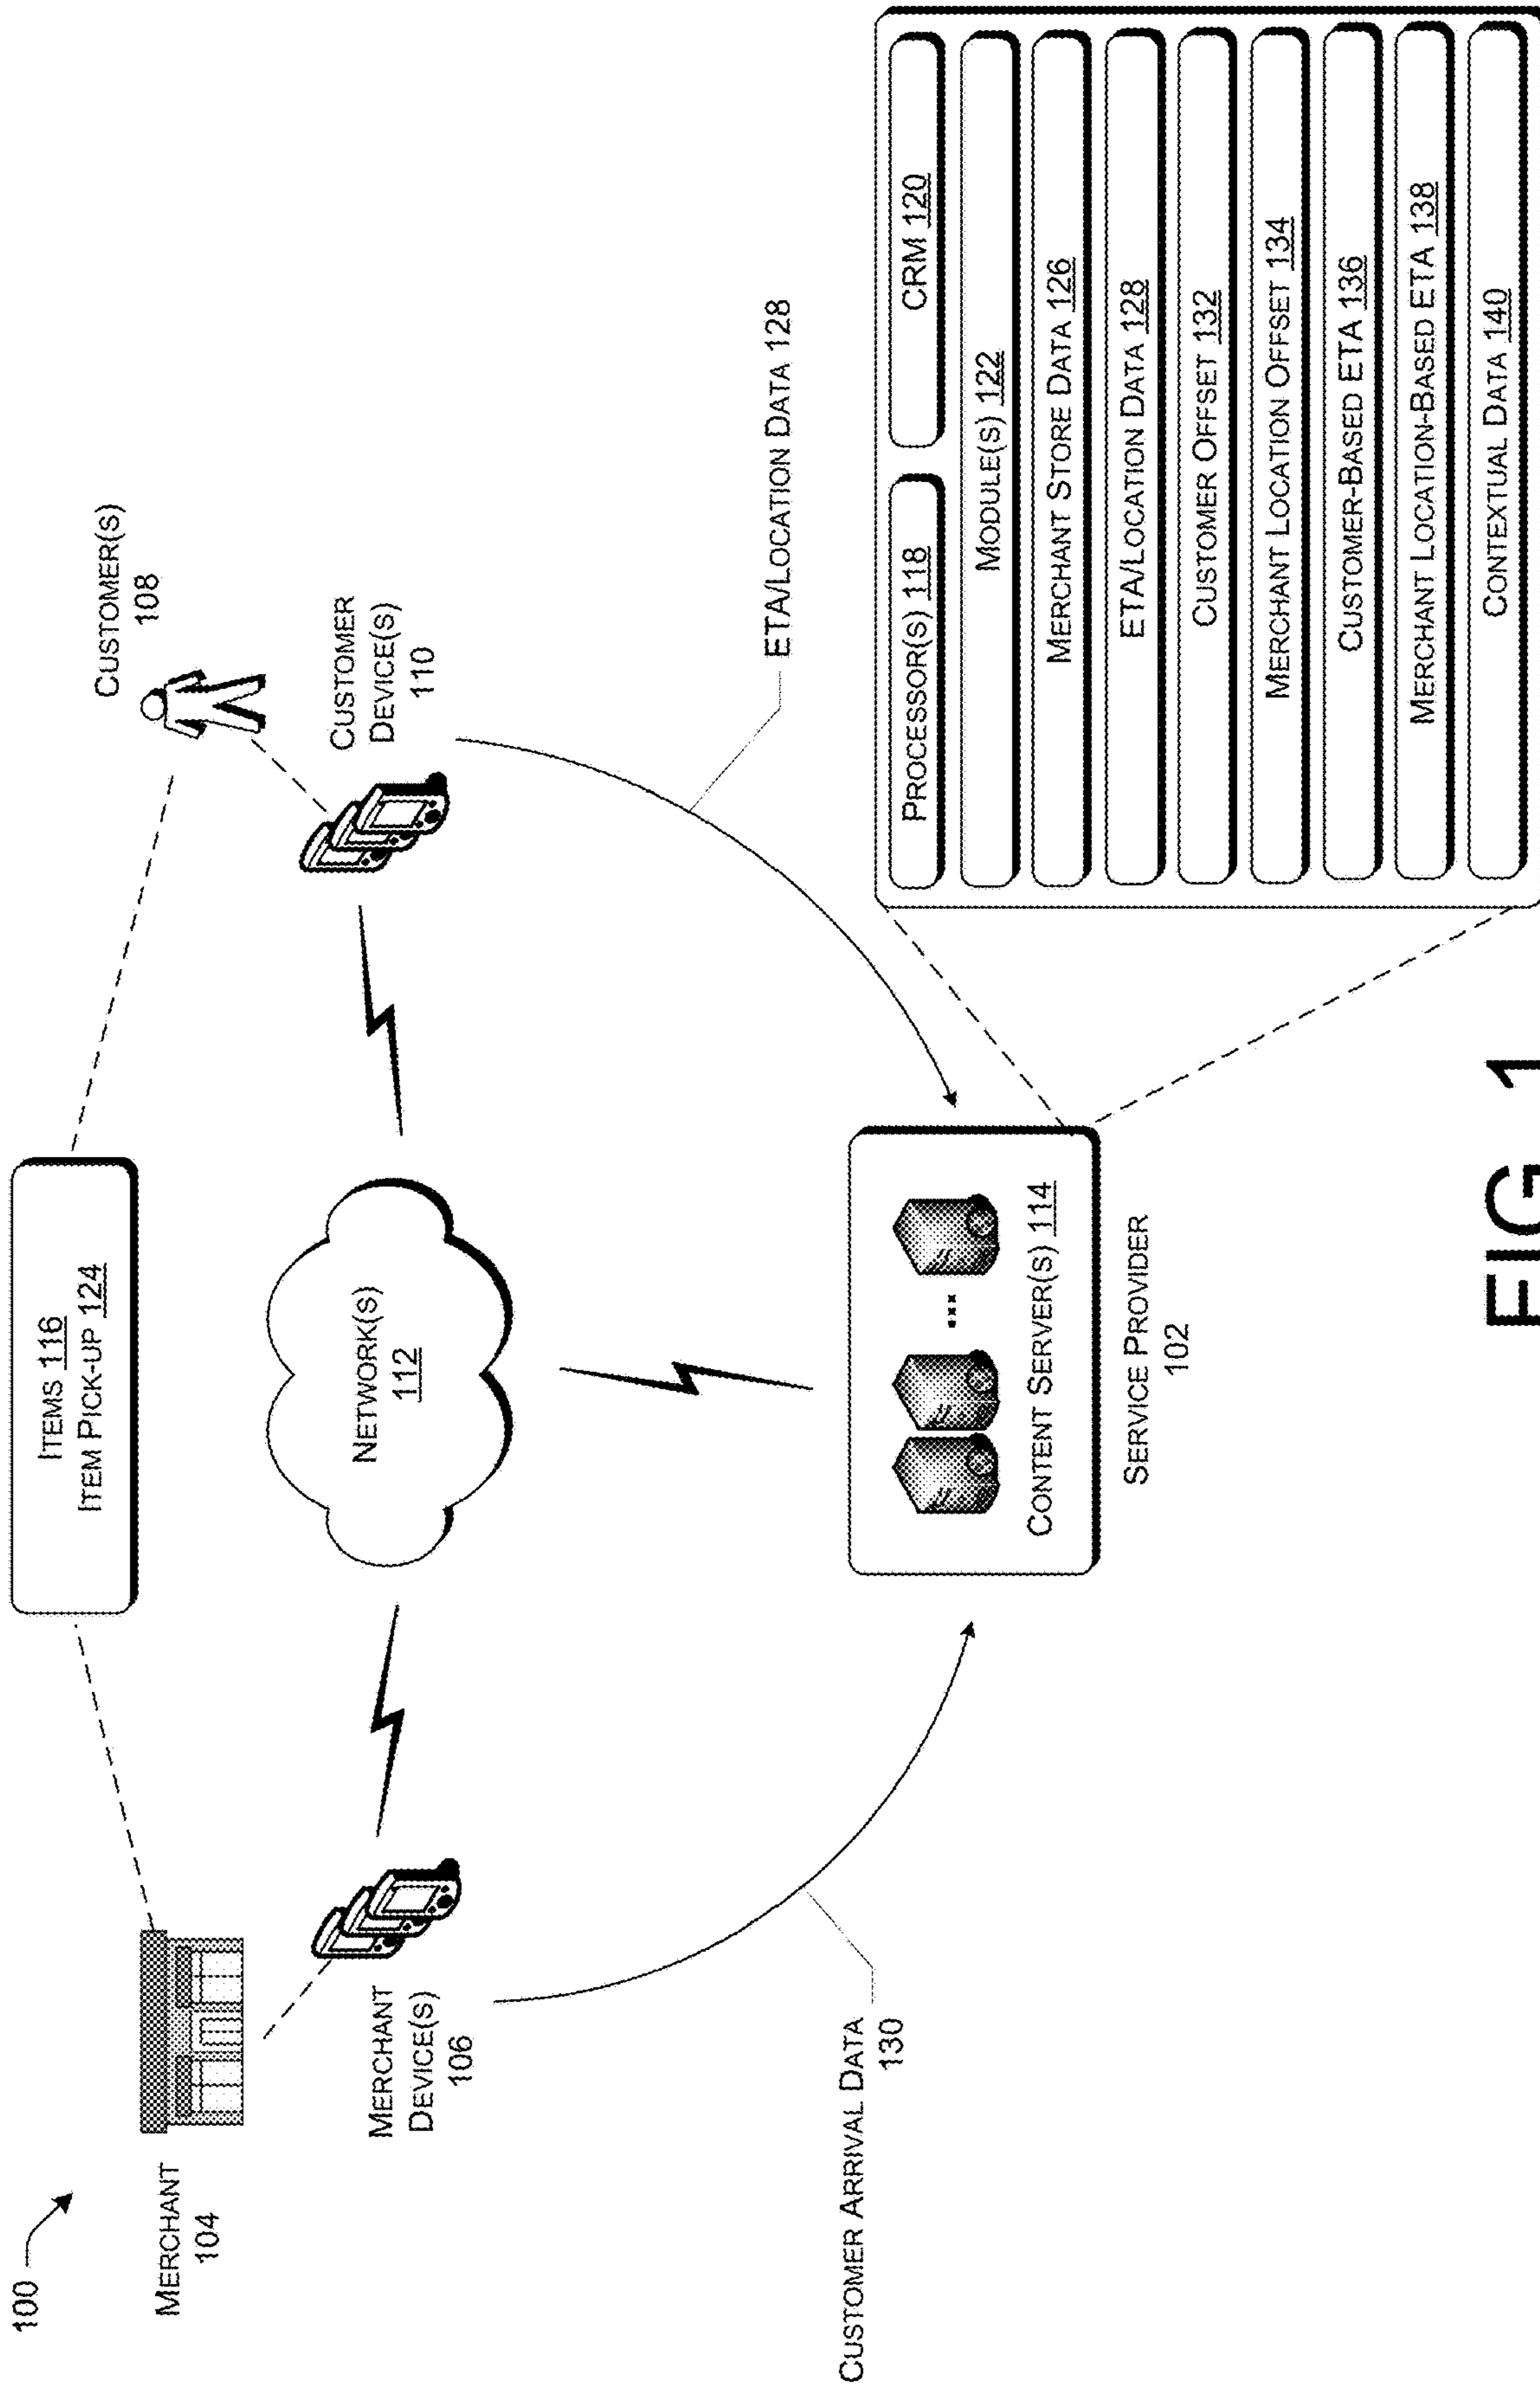 100
MERCHANT
104
ITEMS 116
ITEM PICK-UP 124
CUSTOMER(S)
108
MERCHANT
DEVICE(S)
106
NETWORK(S)
112
CUSTOMER
DEVICE(S)
110
CUSTOMER ARRIVAL DATA
130
ETA/LOCATION DATA 128
CONTENT SERVER(S) 114
SERVICE PROVIDER
102
PROCESSOR(S) 118
CRM 120
MODULE(S) 122
MERCHANT STORE DATA 126
ETA/LOCATION DATA 128
CUSTOMER OFFSET 132
MERCHANT LOCATION OFFSET 134
CUSTOMER-BASED ETA 136
MERCHANT LOCATION-BASED ETA 138
CONTEXTUAL DATA 140
FIG. 1